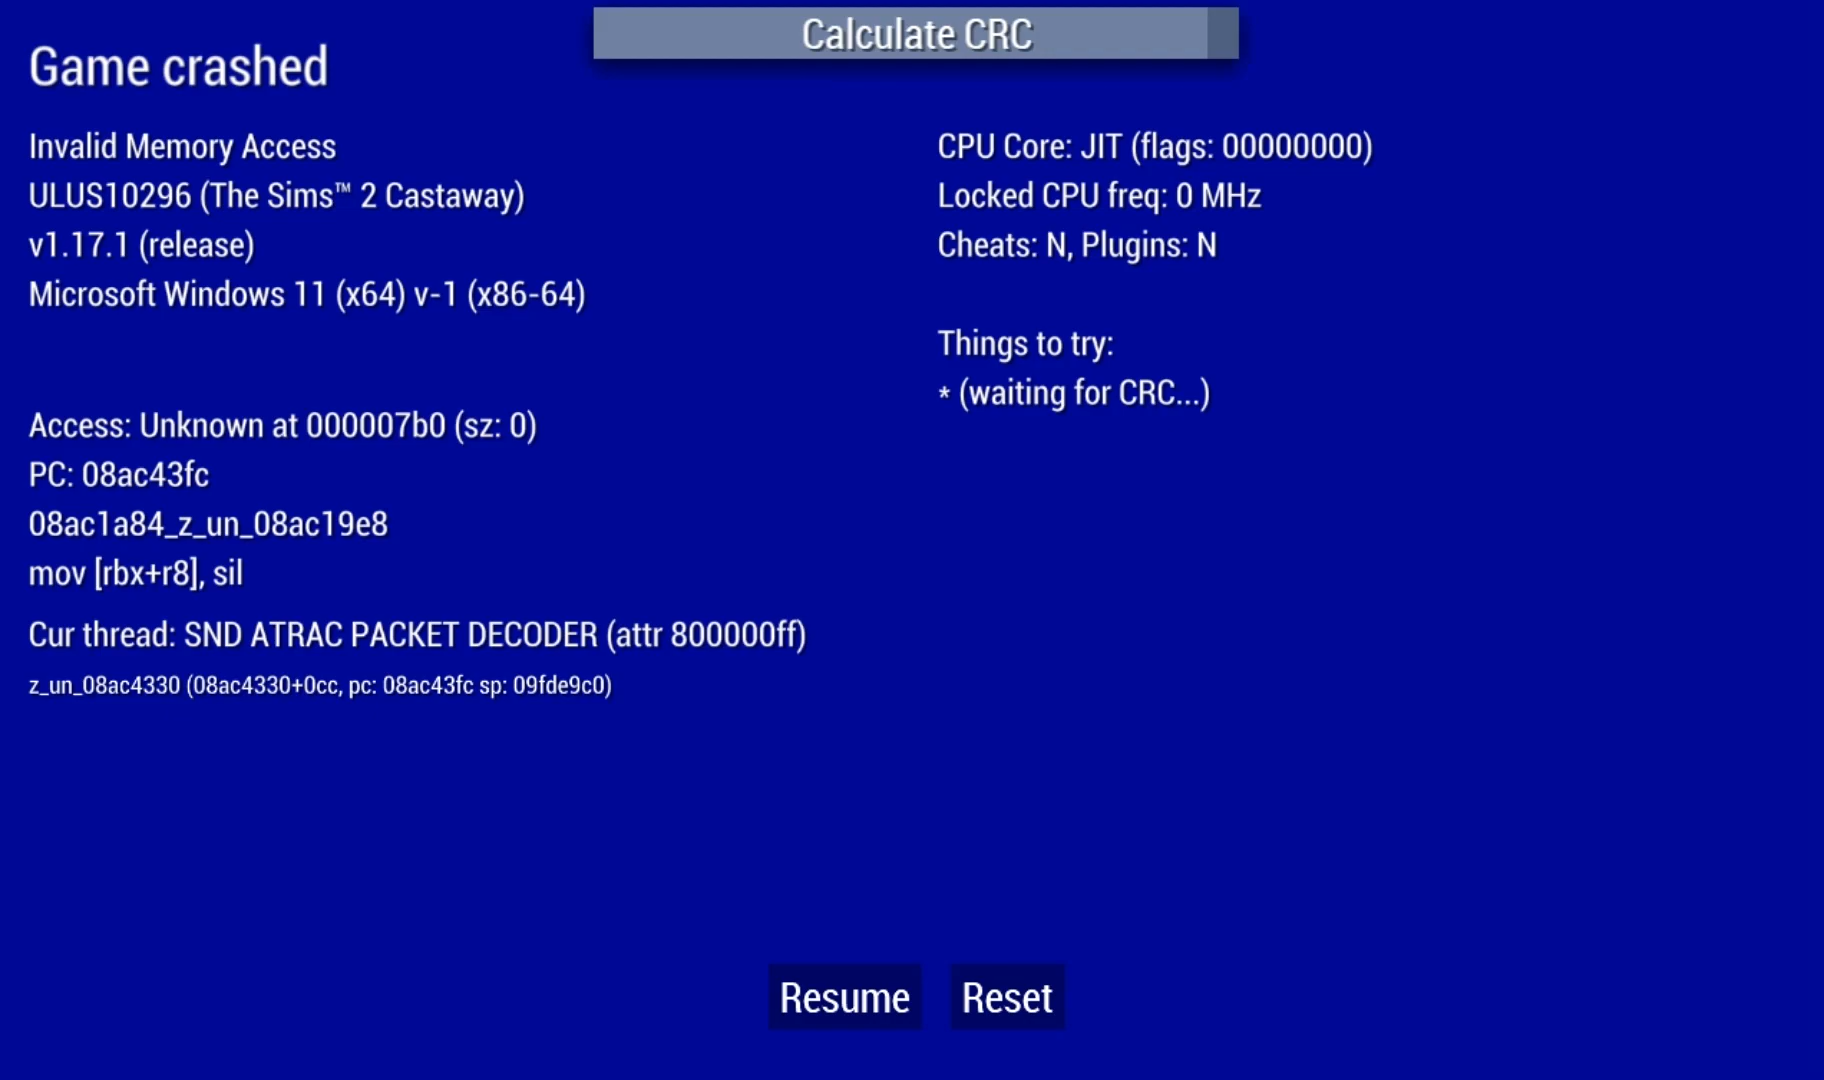 Calculate CRC
Game crashed
Invalid Memory Access
ULUS10296 (The Sims™ 2 Castaway)
v1.17.1 (release)
Microsoft Windows 11 (x64) v-1 (x86-64)
Access: Unknown at 000007b0 (sz: 0)
PC: 08ac43fc
08ac1a84_z_un_08ac19e8
mov [rbx+r8], sil
Cur thread: SND ATRAC PACKET DECODER (attr 800000ff)
z_un_08ac4330 (08ac4330+0cc, pc: 08ac43fc sp: 09fde9c0)
CPU Core: JIT (flags: 00000000)
Locked CPU freq: 0 MHz
Cheats: N, Plugins: N
Things to try:
* (waiting for CRC...)
Resume
Reset